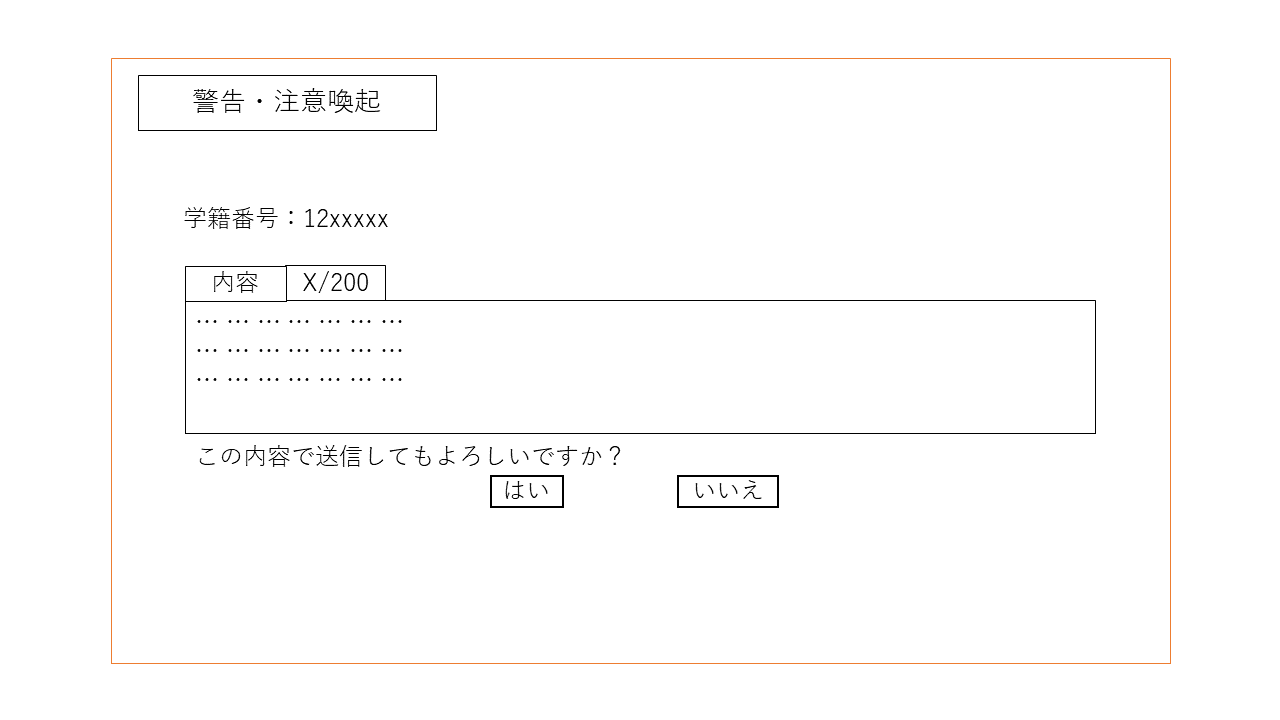 警告・注意喚起
学籍番号：12xxxxx
内容 X/200
… … … … … … …
… … … … … … …
… … … … … … …
この内容で送信してもよろしいですか？
はい いいえ